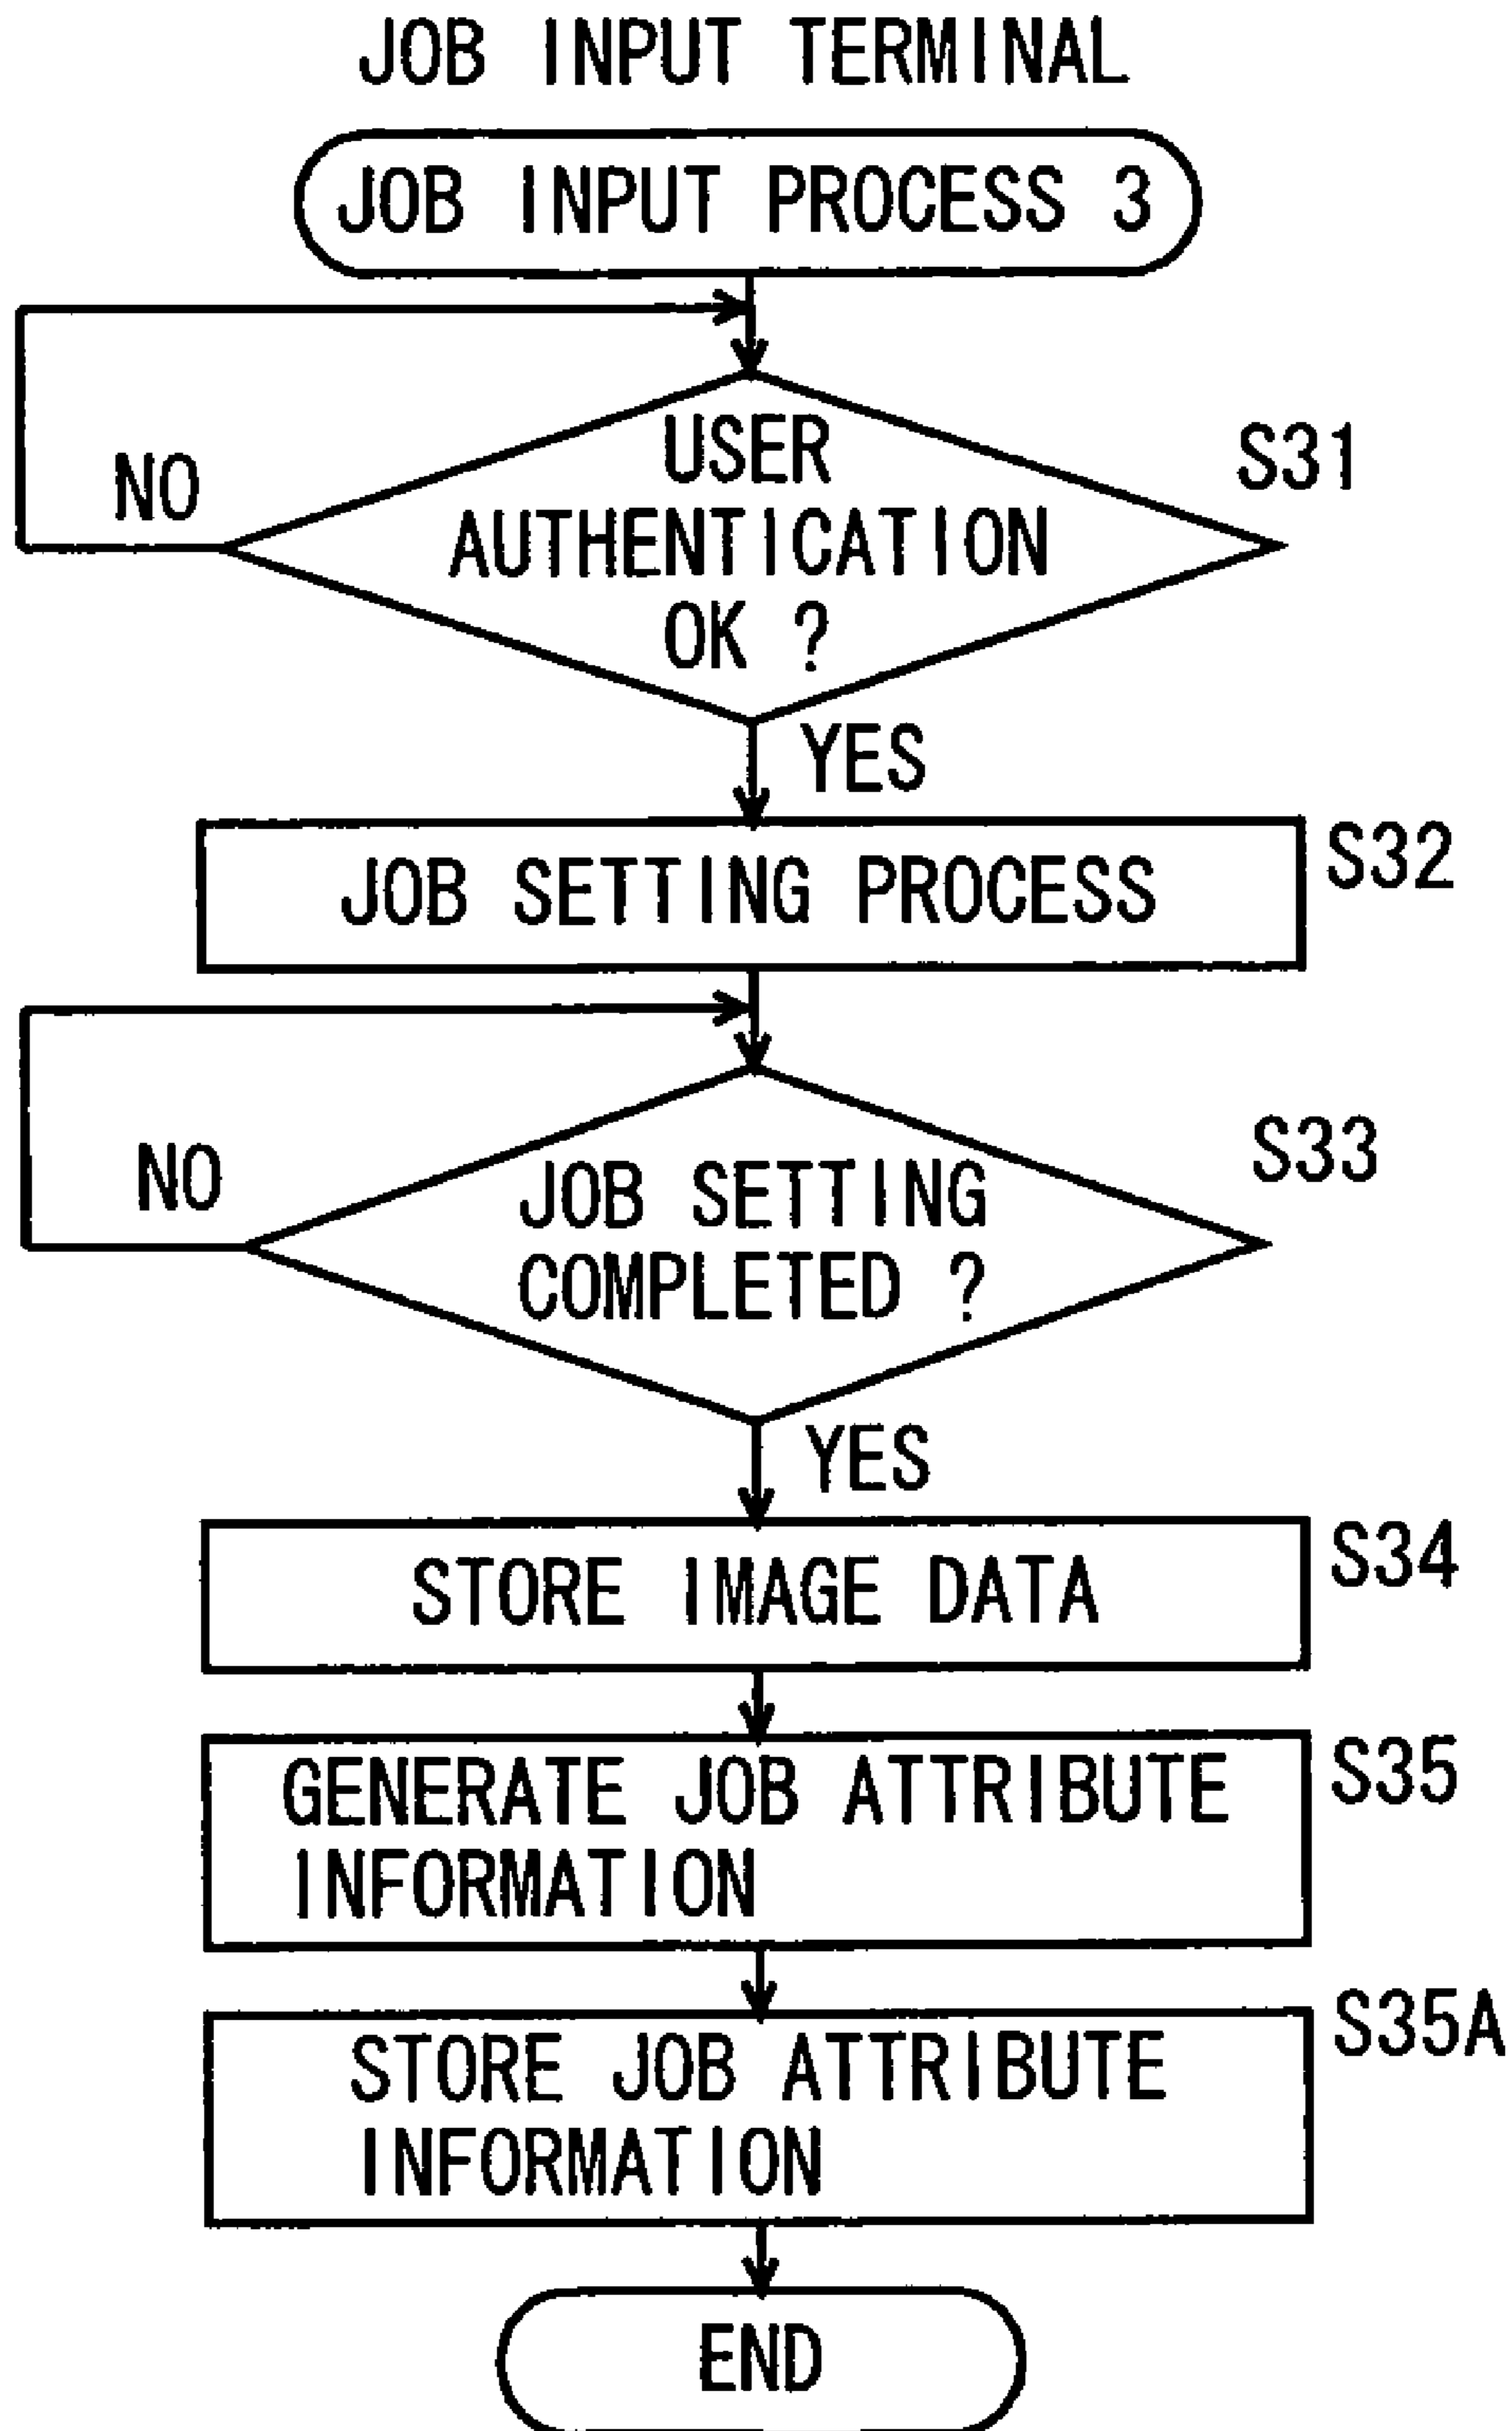 JOB INPUT TERMINAL
JOB INPUT PROCESS 3
USER
AUTHENTICATION
OK ?
S31
NO
YES
JOB SETTING PROCESS
S32
JOB SETTING
COMPLETED ?
S33
NO
YES
STORE IMAGE DATA
S34
GENERATE JOB ATTRIBUTE
INFORMATION
S35
STORE JOB ATTRIBUTE
INFORMATION
S35A
END